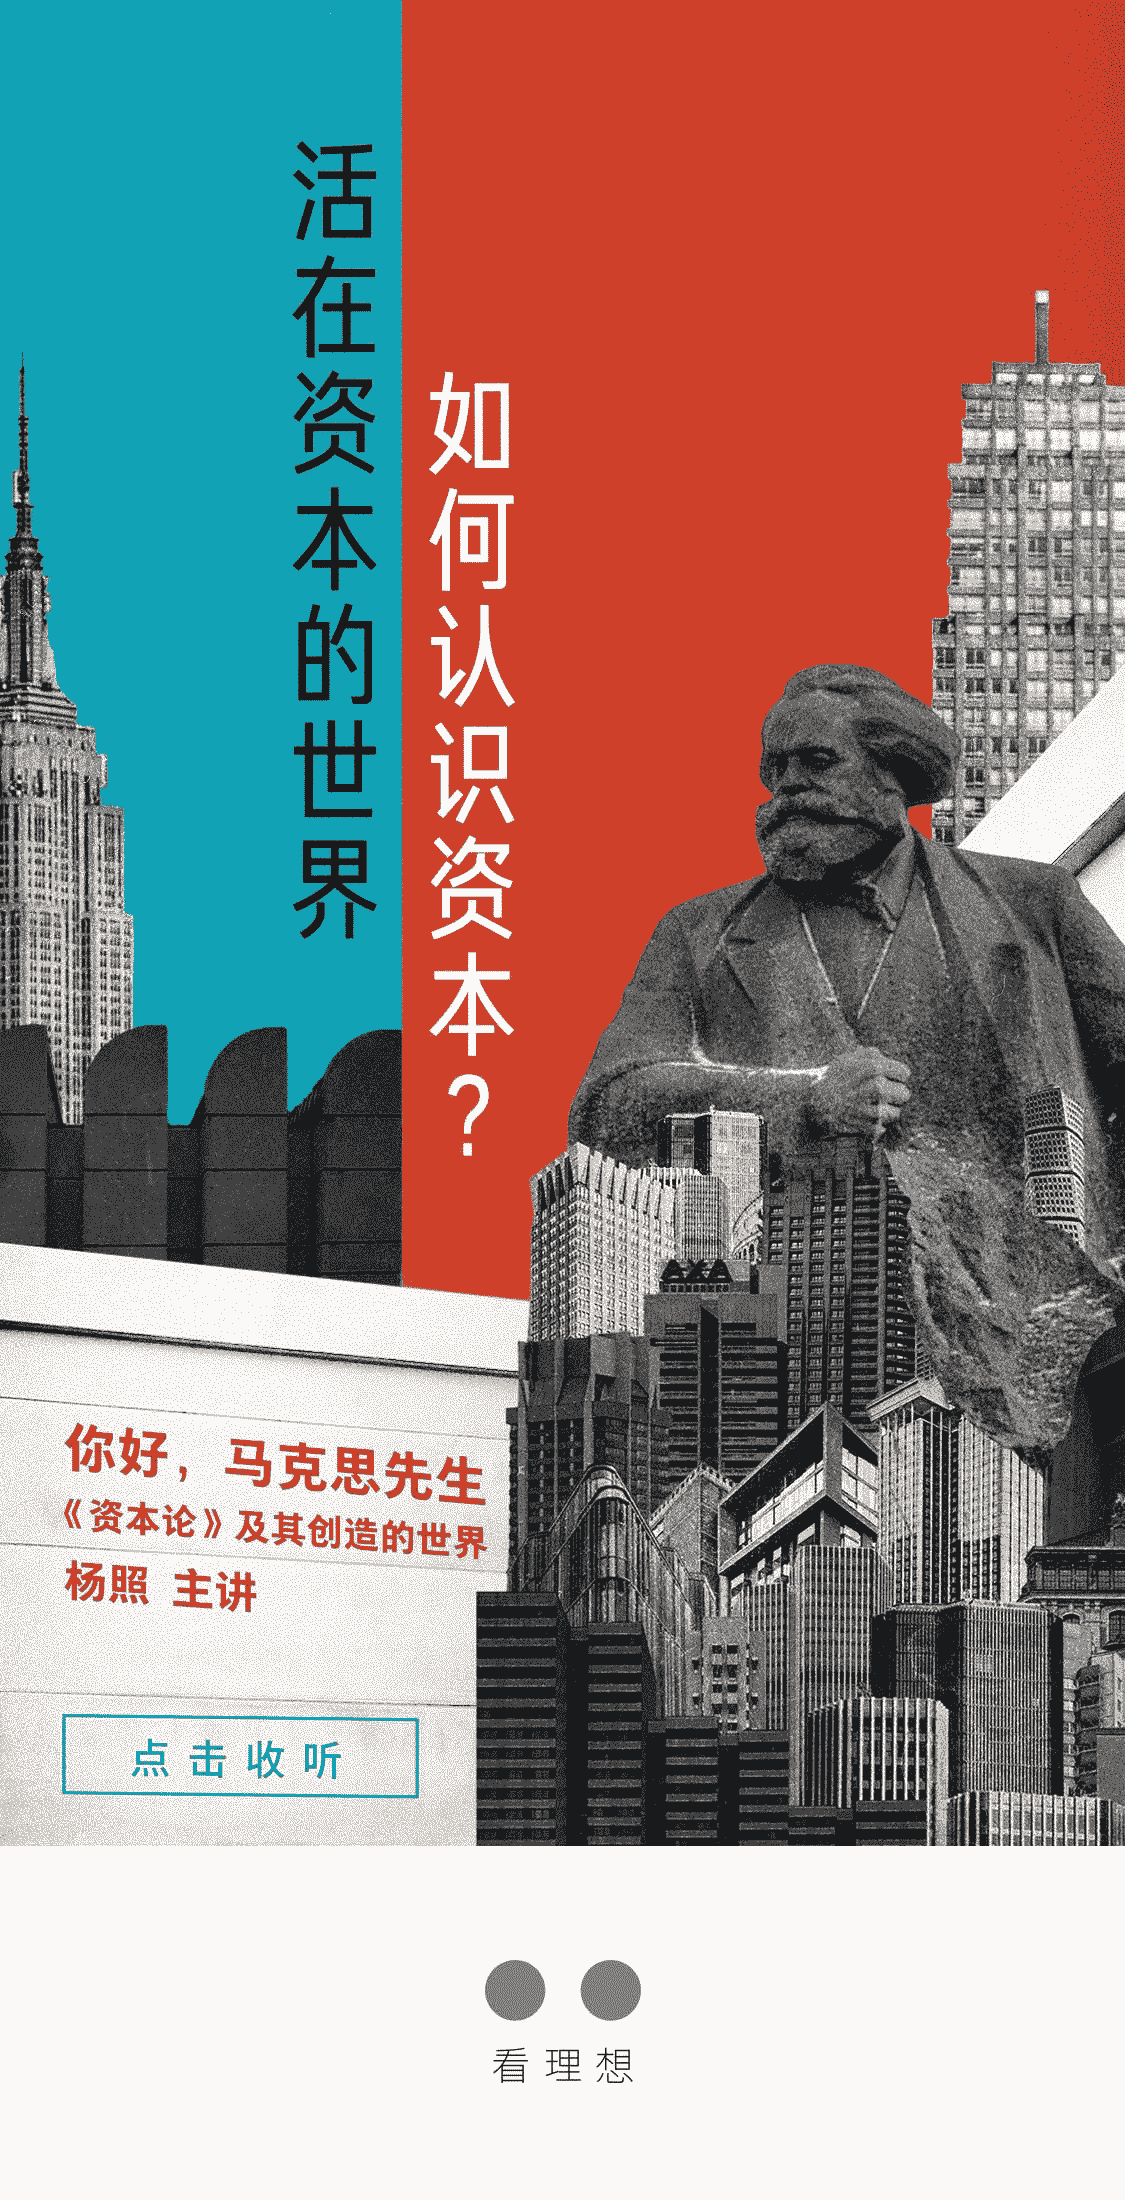 活在资本的世界
如何认识资本？
AXA
你好，马克思先生
《资本论》及其创造的世界
杨照 主讲
点击收听
看理想